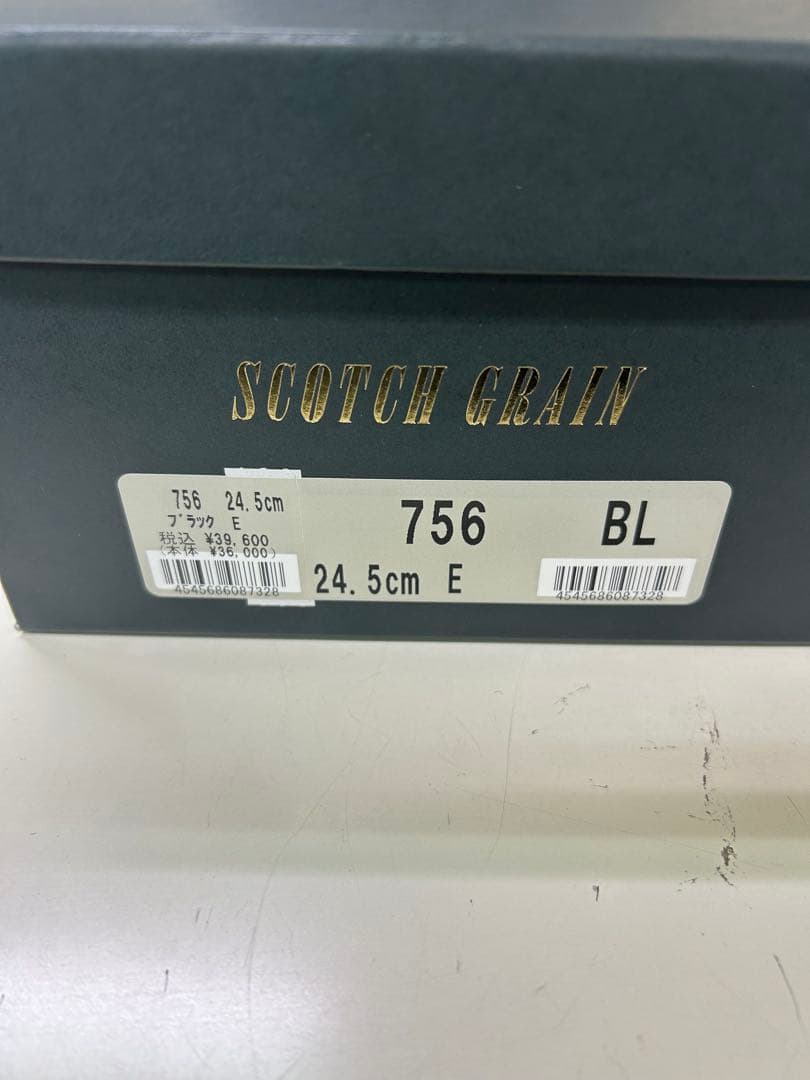 SCOTCH GRAIN
756 24.5cm
ブラック E
税込 ¥39,600
(本体 ¥36,000)
4545686087328
756 BL
24.5cm E
4545686087328